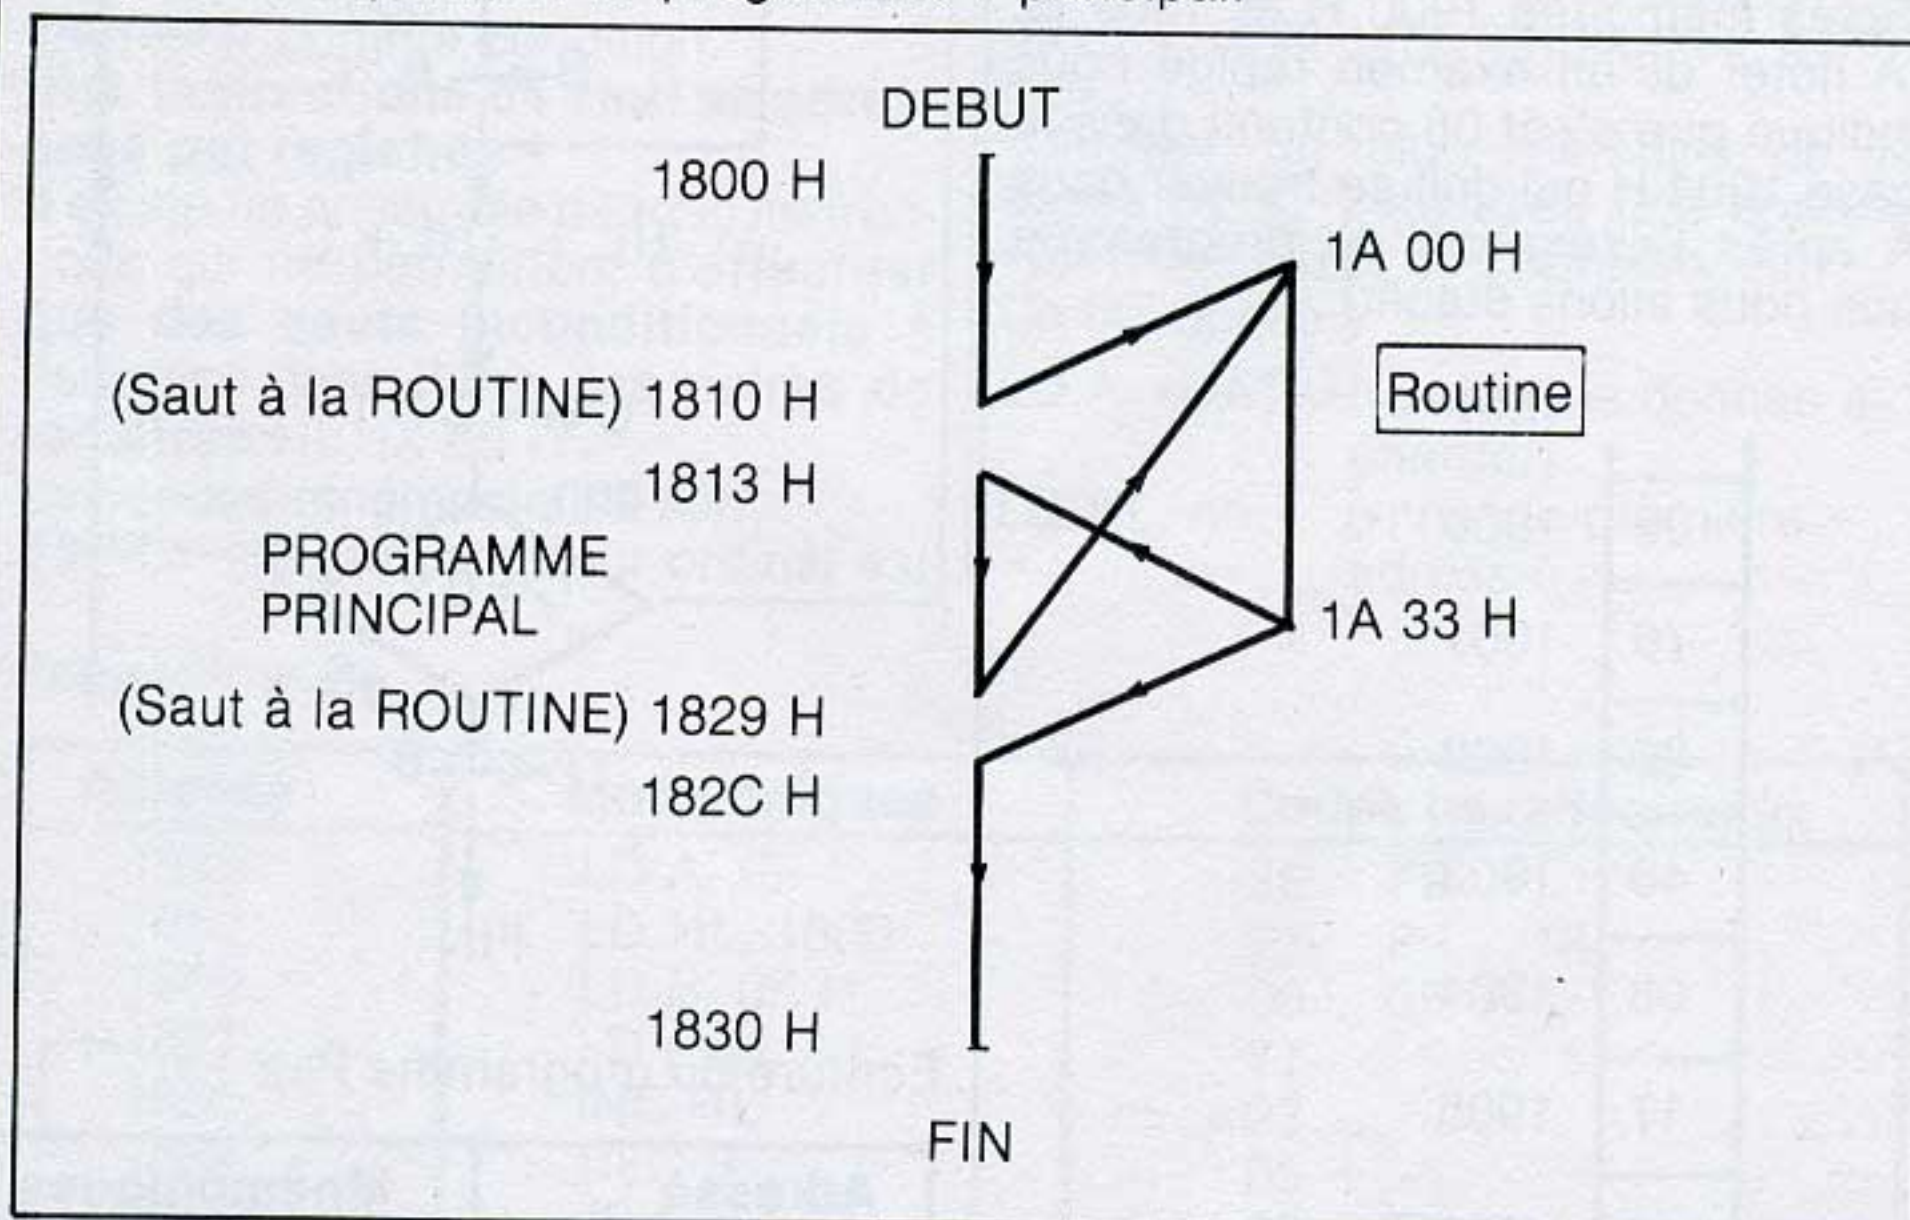 DEBUT
1800 H
1A 00 H
Routine
(Saut à la ROUTINE) 1810 H
1813 H
PROGRAMME
PRINCIPAL
1A 33 H
(Saut à la ROUTINE) 1829 H
182C H
1830 H
FIN